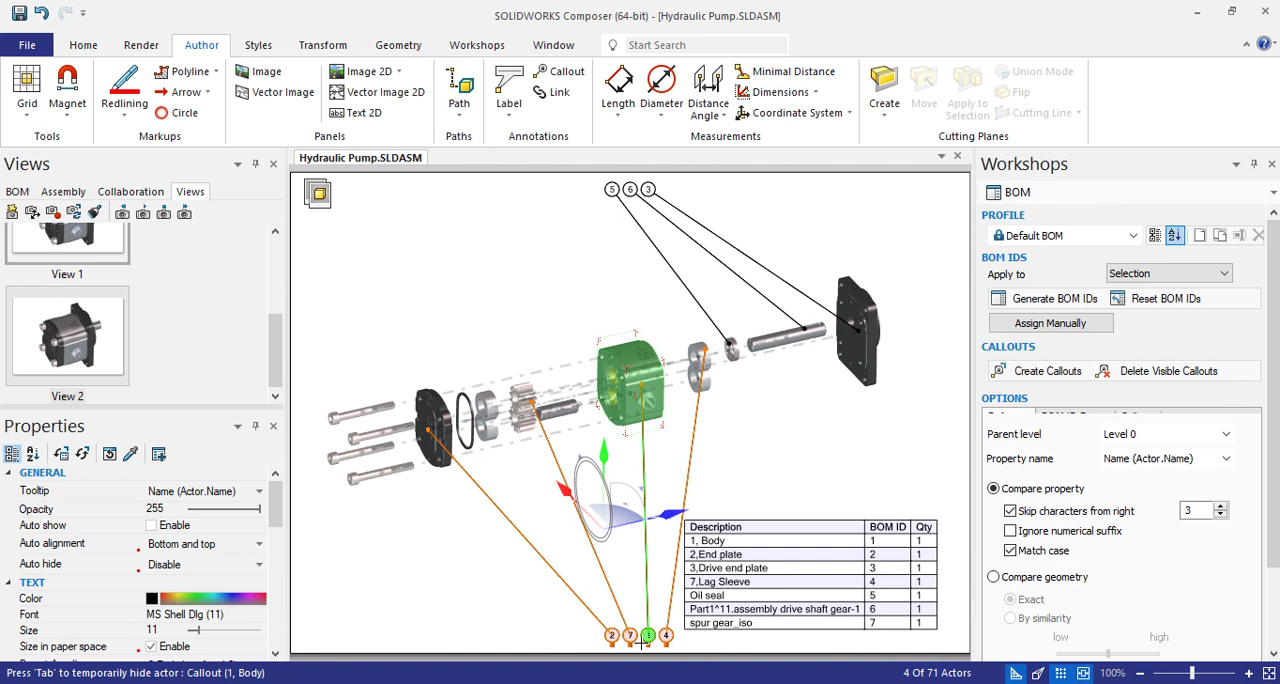 SOLIDWORKS Composer (64-bit) - [Hydraulic Pump.SLDASM]
File Home Render Author Styles Transform Geometry Workshops Window Start Search
Grid Magnet
Tools
Redlining Polyline Arrow Circle
Markups
Image Vector Image Image 2D Vector Image 2D Text 2D
Panels
Path
Paths
Label Callout Link
Annotations
Length Diameter Distance Angle Minimal Distance Dimensions Coordinate System
Measurements
Create Move Apply to Selection Union Mode Flip Cutting Line
Cutting Planes
Views
BOM Assembly Collaboration Views
View 1
View 2
Properties
GENERAL
Tooltip Name (Actor.Name)
Opacity 255
Auto show Enable
Auto alignment Bottom and top
Auto hide Disable
TEXT
Color
Font MS Shell Dlg (11)
Size 11
Size in paper space Enable
Hydraulic Pump.SLDASM
5 6 3
Description BOM ID Qty
1, Body 1 1
2,End plate 2 1
3,Drive end plate 3 1
7,Lag Sleeve 4 1
Oil seal 5 1
Part1^11.assembly drive shaft gear-1 6 1
spur gear_iso 7 1
2 7 1 4
Workshops
BOM
PROFILE
Default BOM
BOM IDS
Apply to Selection
Generate BOM IDs Reset BOM IDs
Assign Manually
CALLOUTS
Create Callouts Delete Visible Callouts
OPTIONS
Parent level Level 0
Property name Name (Actor.Name)
Compare property
Skip characters from right 3
Ignore numerical suffix
Match case
Compare geometry
Exact
By similarity
low high
Press 'Tab' to temporarily hide actor : Callout (1, Body) 4 Of 71 Actors 100%